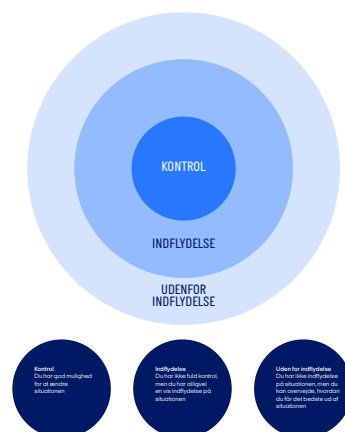 KONTROL
INDFLYDELSE
UDENFOR
INDFLYDELSE
Kontrol
Du har god mulighed
for at ændre
situationen
Indflydelse
Du har ikke fuld kontrol,
men du har alligvel
en vis indflydelse på
situationen
Uden for indflydelse
Du har ikke indflydelse
på situationen, men du
kan overvejde, hvordan
du får det bedste ud af
situationen